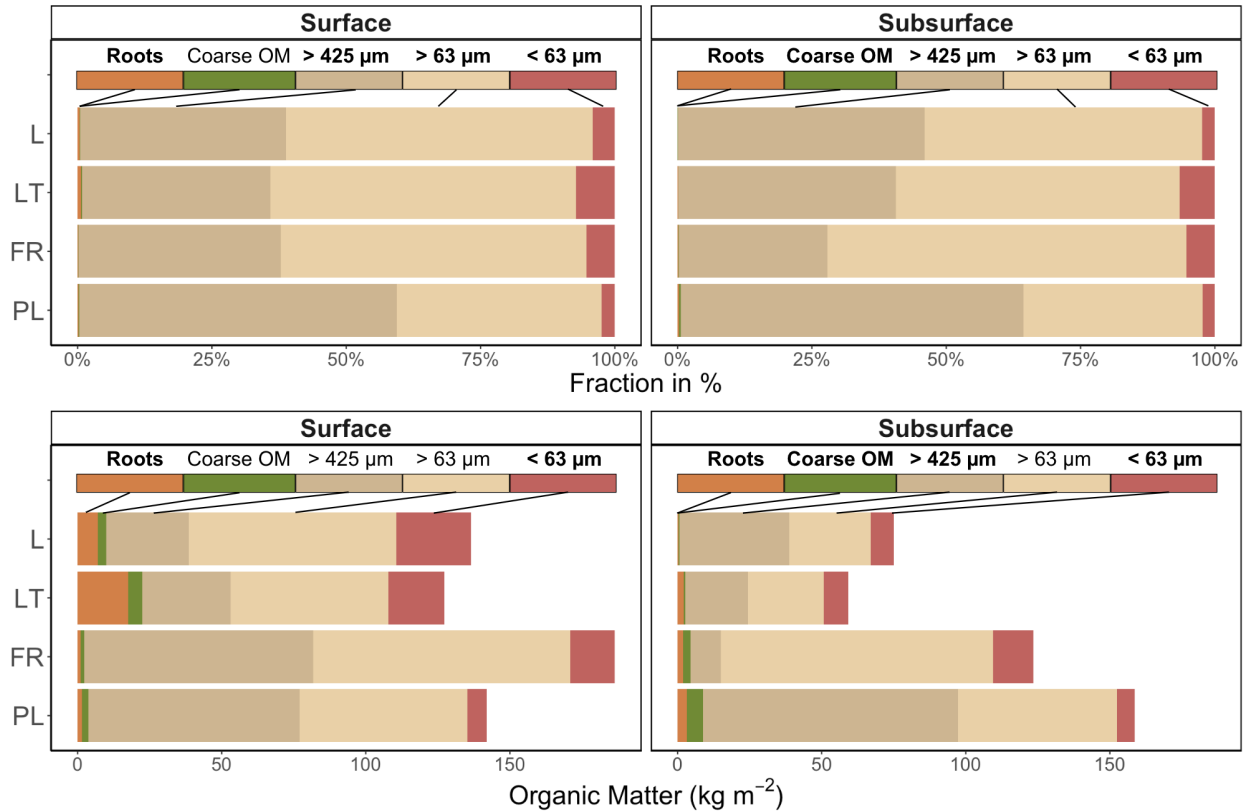 Surface Subsurface
Roots Coarse OM > 425 µm > 63 µm < 63 µm Roots Coarse OM > 425 µm > 63 µm < 63 µm
L
LT
FR
PL
0% 25% 50% 75% 100% 0% 25% 50% 75% 100%
Fraction in %
Surface Subsurface
Roots Coarse OM > 425 µm > 63 µm < 63 µm Roots Coarse OM > 425 µm > 63 µm < 63 µm
L
LT
FR
PL
0 50 100 150 0 50 100 150
Organic Matter (kg m⁻²)